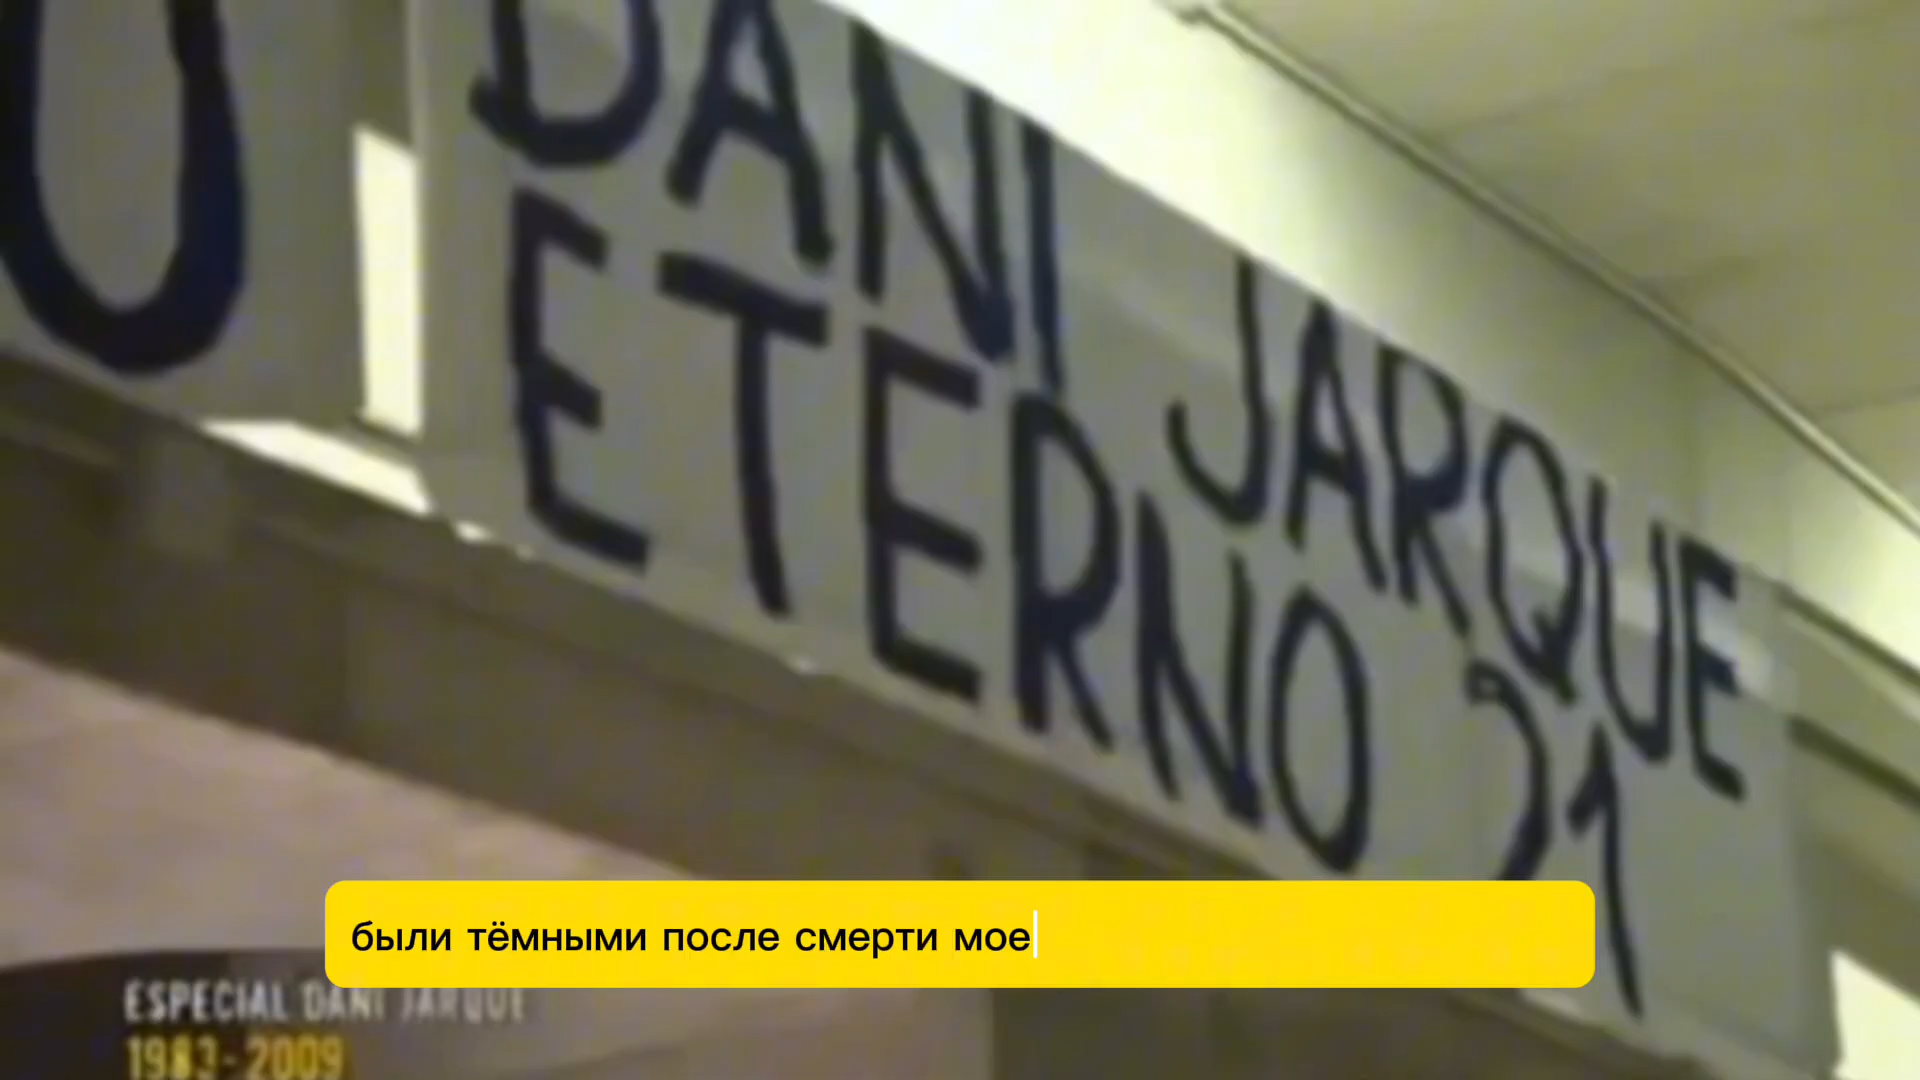 DANI JARQUE
ETERNO 21
были тёмными после смерти мое
ESPECIAL DANI JARQUE
1983-2009